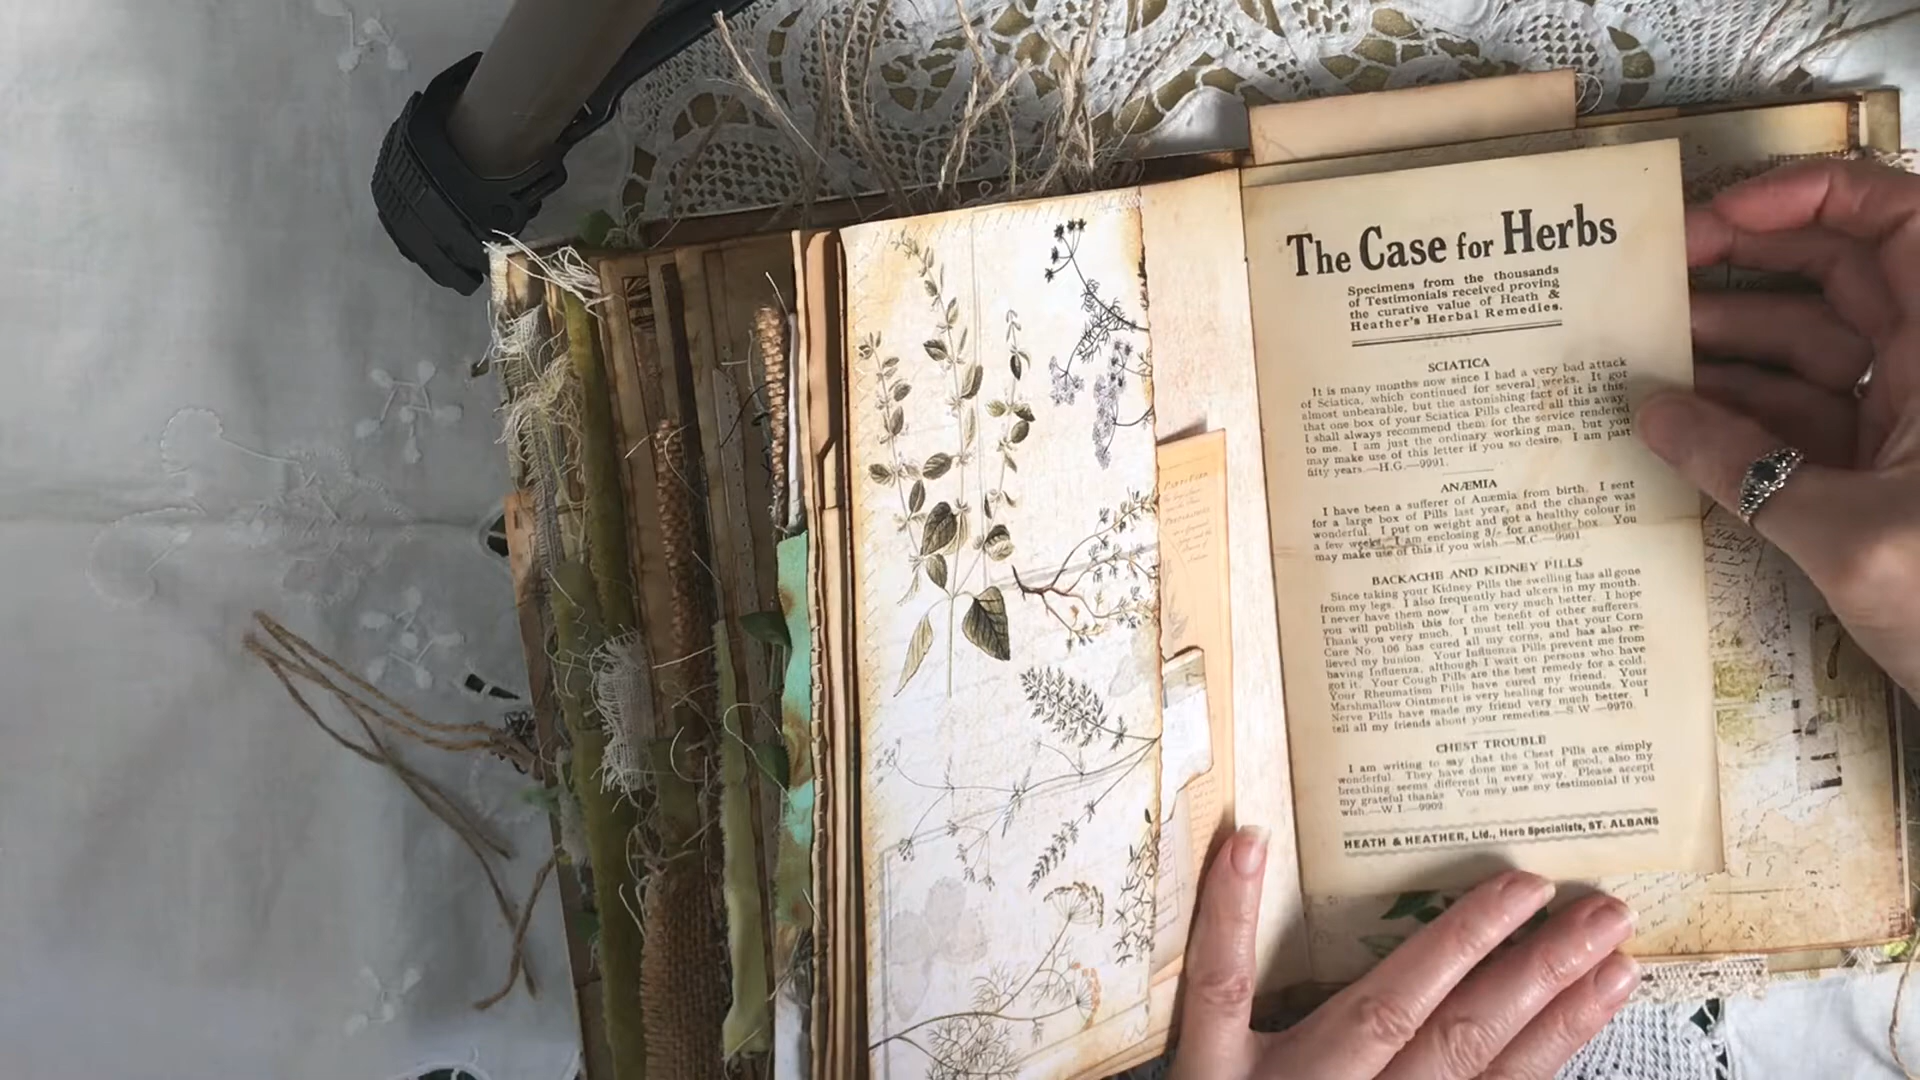 The Case for Herbs
Specimens from the thousands
of Testimonials received proving
the curative value of Heath &
Heather's Herbal Remedies.
SCIATICA
It is many months now since I had a very bad attack
of Sciatica, which continued for several weeks. It got
almost unbearable, but the astonishing fact of it is this,
that one box of your Sciatica Pills cleared all this away.
I shall always recommend them for the service rendered
to me. I am just the ordinary working man, but you
may make use of this letter if you so desire. I am past
fifty years.—H.G.—9991.
ANÆMIA
I have been a sufferer of Anæmia from birth. I sent
for a large box of Pills last year, and the change was
wonderful. I put on weight and got a healthy colour in
a few weeks. I am enclosing 3/- for another box. You
may make use of this if you wish.—M.C.—9901.
BACKACHE AND KIDNEY PILLS
Since taking your Kidney Pills the swelling has all gone
from my legs. I also frequently had ulcers in my mouth.
I never have them now. I am very much better. I hope
you will publish this for the benefit of other sufferers.
Thank you very much. I must tell you that your Corn
Cure No. 106 has cured all my corns, and has also re-
lieved my bunion. Your Influenza Pills prevent me from
having Influenza, although I wait on persons who have
got it. Your Cough Pills are the best remedy for a cold.
Your Rheumatism Pills have cured my friend. Your
Marshmallow Ointment is very healing for wounds. Your
Nerve Pills have made my friend very much better. I
tell all my friends about your remedies.—S.W.—9970.
CHEST TROUBLE
I am writing to say that the Chest Pills are simply
wonderful. They have done me a lot of good, also my
breathing seems different in every way. Please accept
my grateful thanks. You may use my testimonial if you
wish.—W.I.—9902.
HEATH & HEATHER, Ltd., Herb Specialists, ST. ALBANS